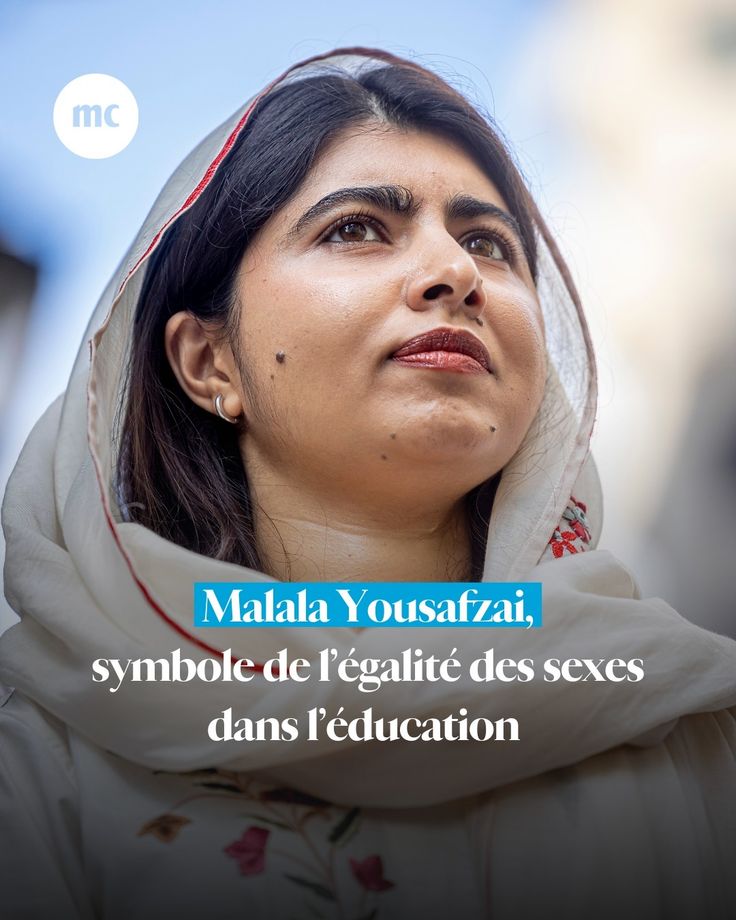 mc
Malala Yousafzai,
symbole de l'égalité des sexes
dans l'éducation